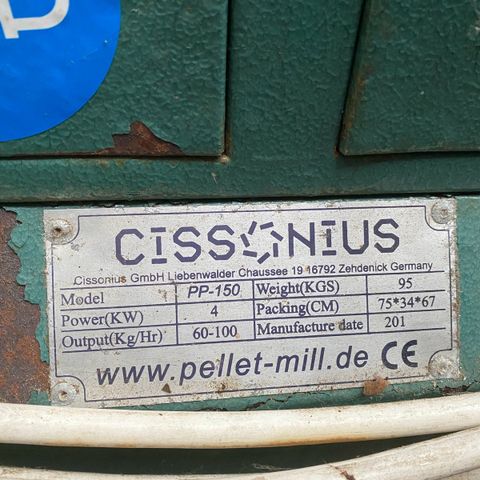 CISSONIUS
Cissonius GmbH Liebenwalder Chaussee 19 16792 Zehdenick Germany
Model PP-150 Weight(KGS) 95
Power(KW) 4 Packing(CM) 75*34*67
Output(Kg/Hr) 60-100 Manufacture date 201
www.pellet-mill.de CE